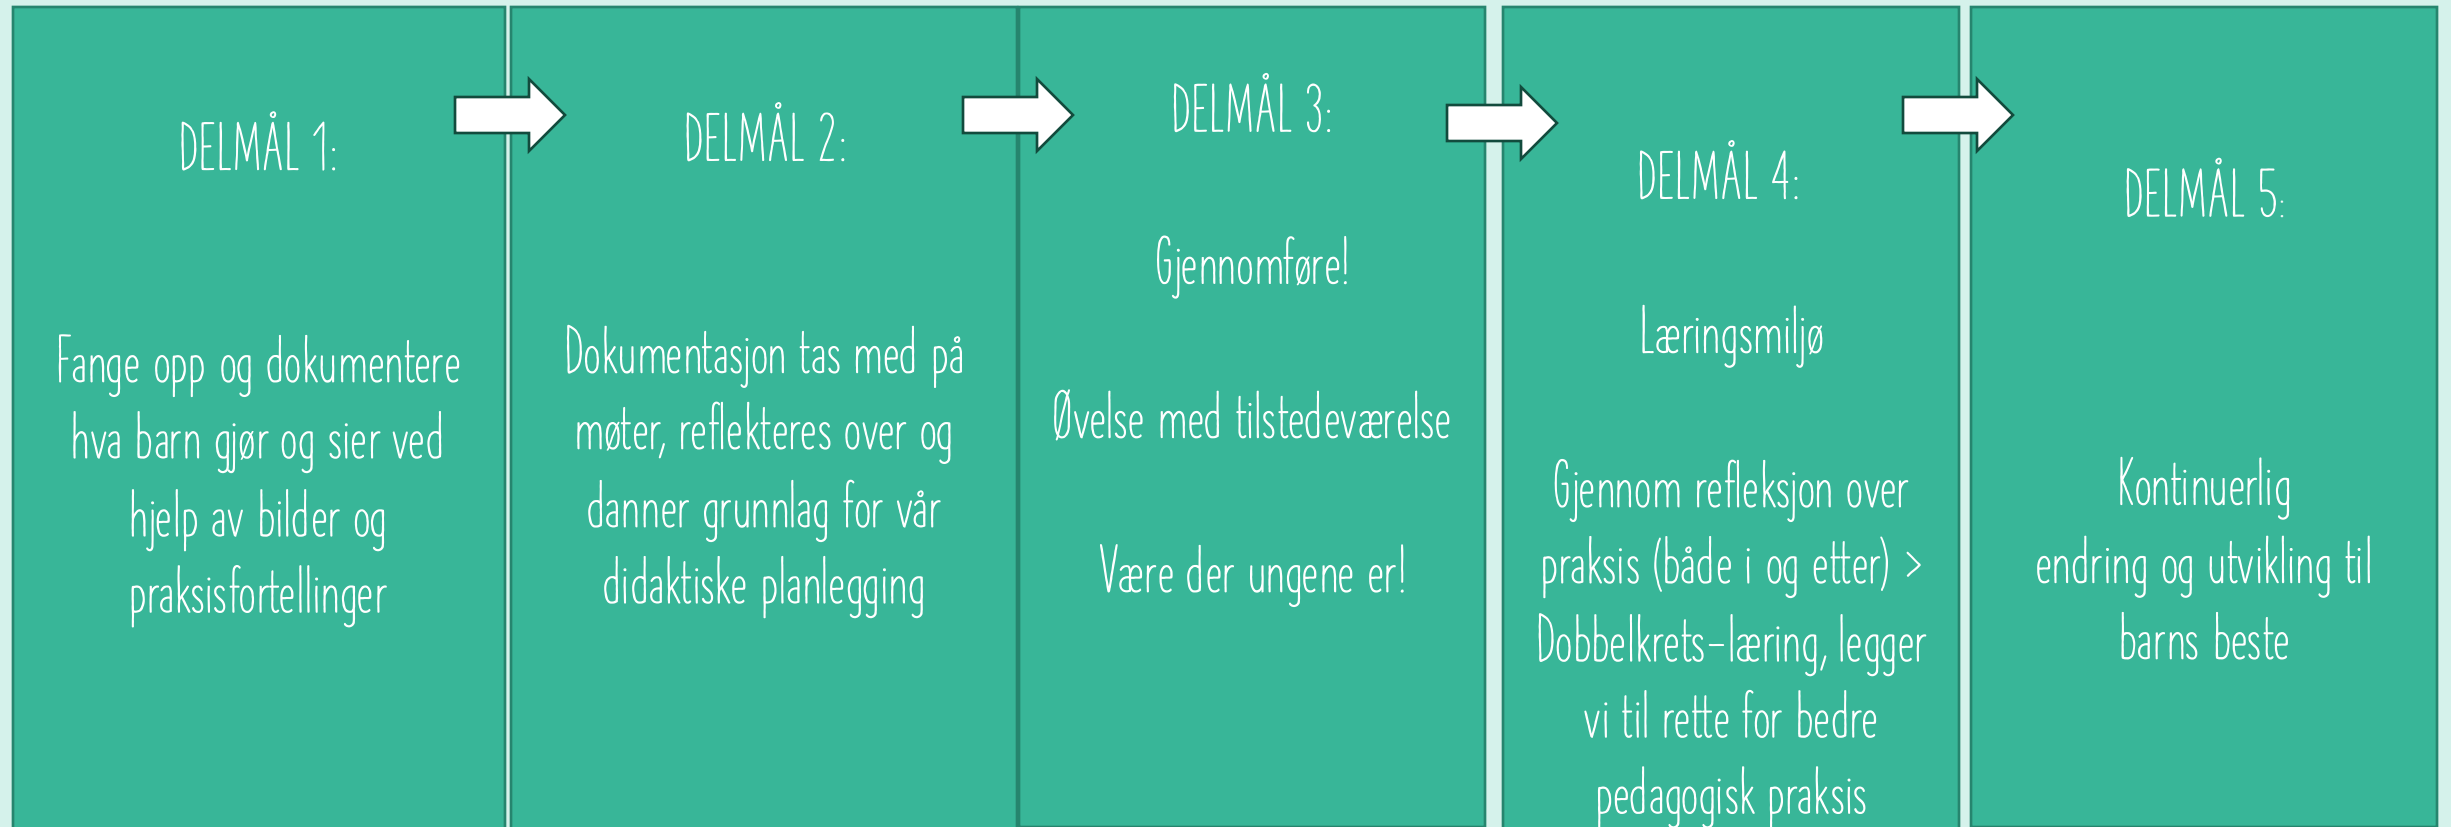 DELMÅL 1:
Fange opp og dokumentere
hva barn gjør og sier ved
hjelp av bilder og
praksisfortellinger
DELMÅL 2:
Dokumentasjon tas med på
møter, reflekteres over og
danner grunnlag for vår
didaktiske planlegging
DELMÅL 3:
Gjennomføre!
Øvelse med tilstedeværelse
Være der ungene er!
DELMÅL 4:
Læringsmiljø
Gjennom refleksjon over
praksis (både i og etter) >
Dobbelkrets-læring, legger
vi til rette for bedre
pedagogisk praksis
DELMÅL 5:
Kontinuerlig
endring og utvikling til
barns beste